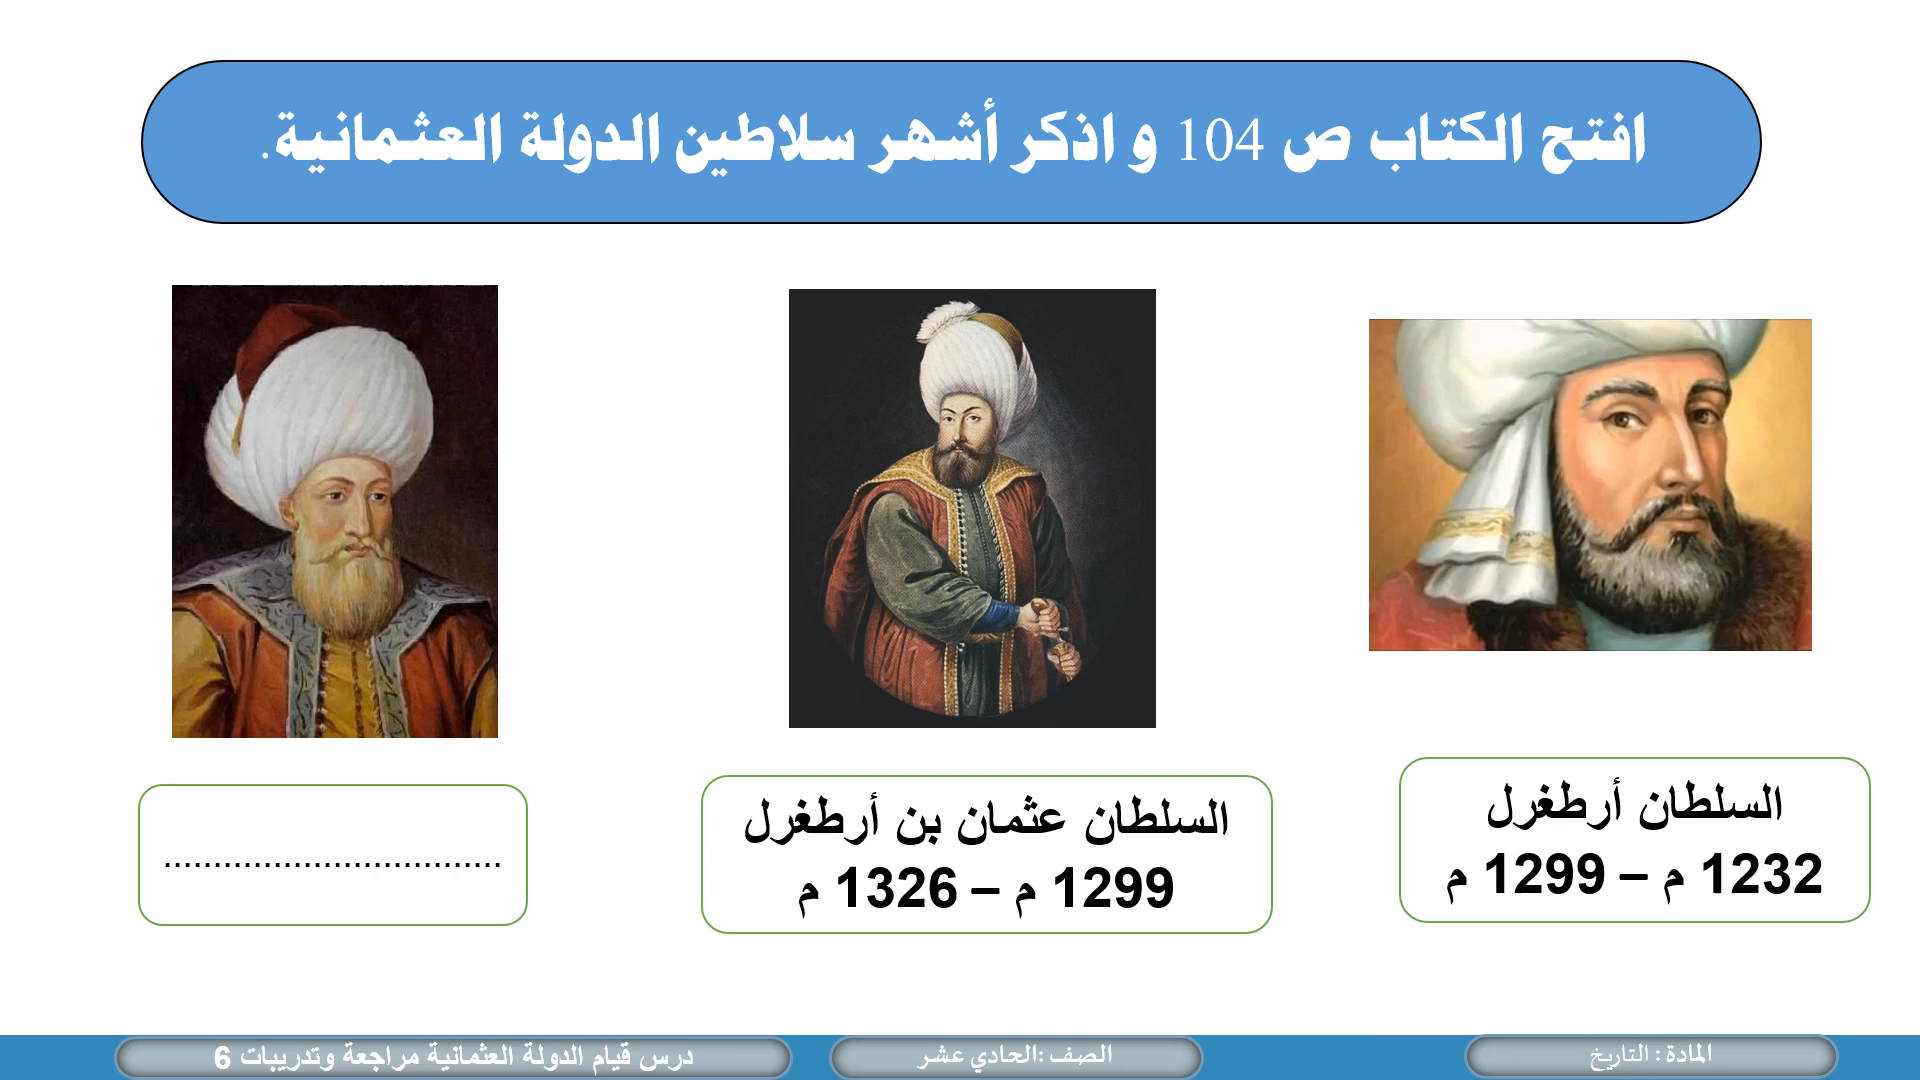 افتح الكتاب ص 104 و اذكر أشهر سلاطين الدولة العثمانية.
السلطان أرطغرل
1232 م – 1299 م
السلطان عثمان بن أرطغرل
1299 م – 1326 م
..................................
المادة : التاريخ
الصف :الحادي عشر
درس قيام الدولة العثمانية مراجعة وتدريبات 6